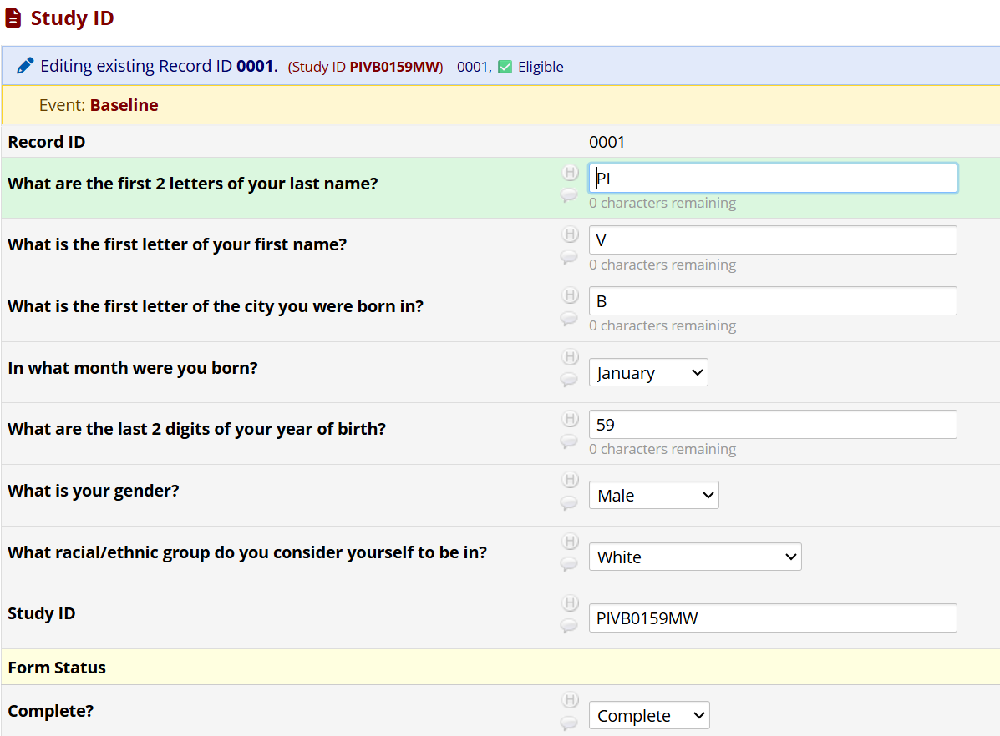 Study ID
Editing existing Record ID 0001. (Study ID PIVB0159MW) 0001, ✅ Eligible
Event: Baseline
Record ID 0001
What are the first 2 letters of your last name? H PI
0 characters remaining
What is the first letter of your first name? H V
0 characters remaining
What is the first letter of the city you were born in? H B
0 characters remaining
In what month were you born? H January
What are the last 2 digits of your year of birth? H 59
0 characters remaining
What is your gender? H Male
What racial/ethnic group do you consider yourself to be in? H White
Study ID H PIVB0159MW
Form Status
Complete? H Complete